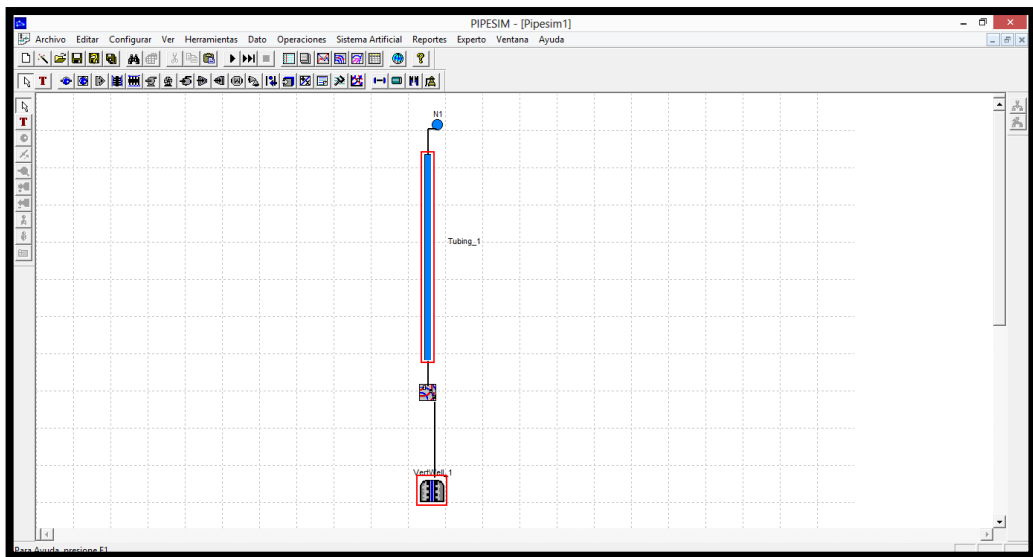 PIPESIM - [Pipesim1]
Archivo Editar Configurar Ver Herramientas Dato Operaciones Sistema Artificial Reportes Experto Ventana Ayuda
T
T
N1
Tubing_1
VertWell_1
Para Ayuda, presione F1